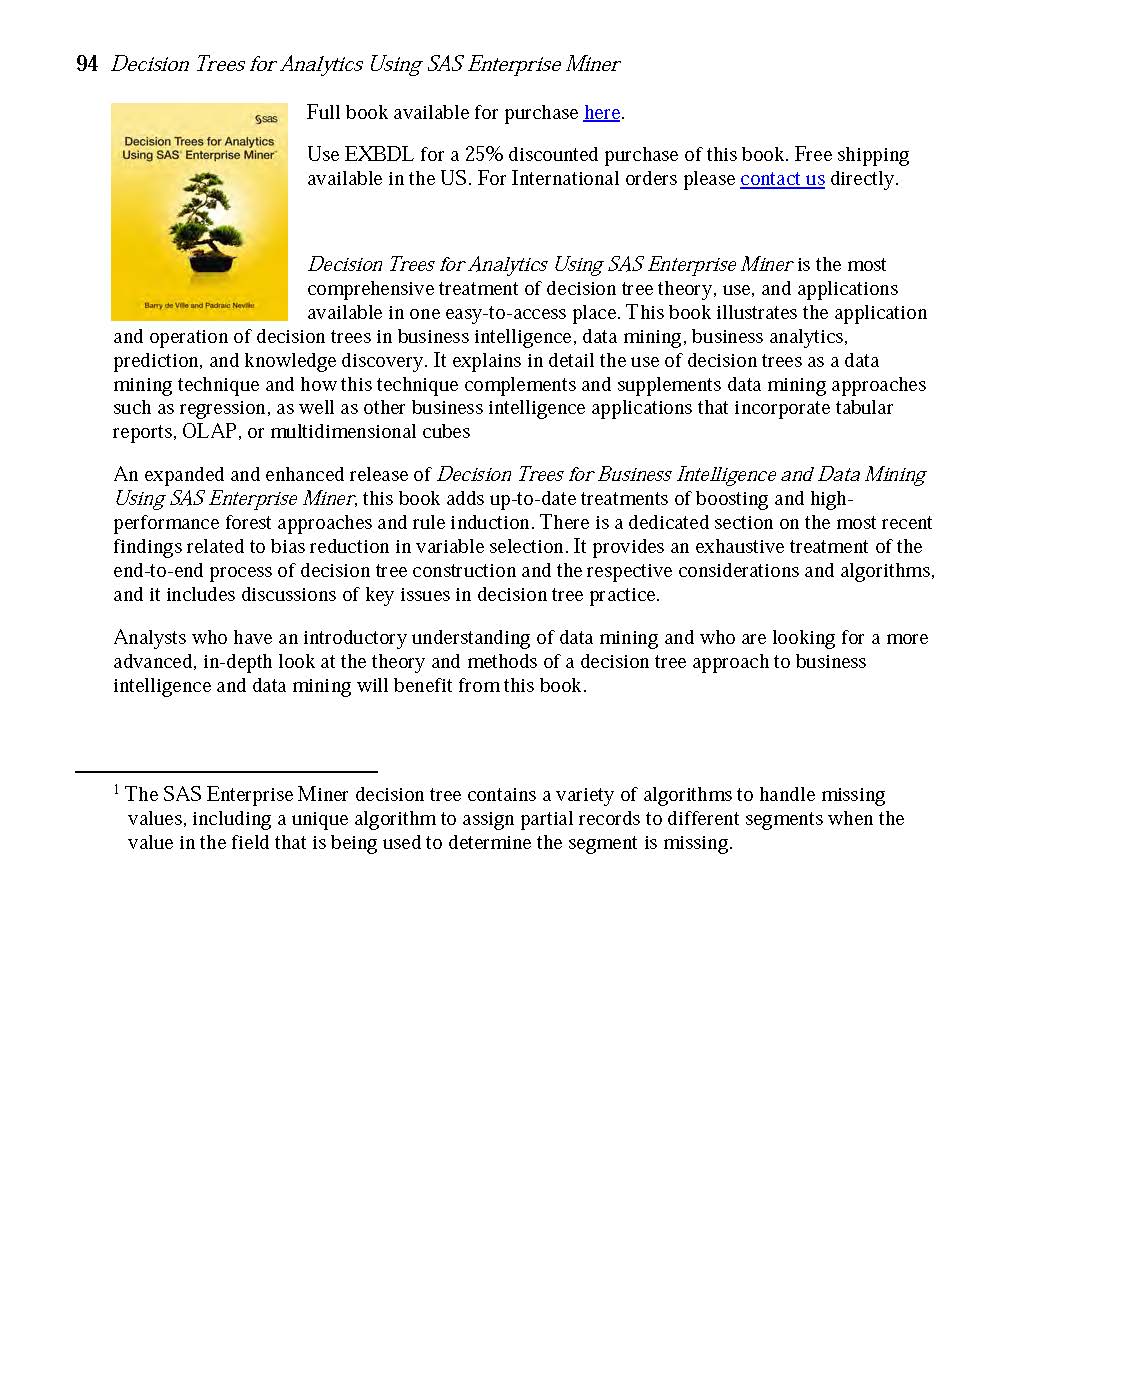 94 Decision Trees for Analytics Using SAS Enterprise Miner
sas
Decision Trees for Analytics
Using SAS® Enterprise Miner™
Barry de Ville and Padraic Neville
Full book available for purchase here.
Use EXBDL for a 25% discounted purchase of this book. Free shipping
available in the US. For International orders please contact us directly.
Decision Trees for Analytics Using SAS Enterprise Miner is the most
comprehensive treatment of decision tree theory, use, and applications
available in one easy-to-access place. This book illustrates the application
and operation of decision trees in business intelligence, data mining, business analytics,
prediction, and knowledge discovery. It explains in detail the use of decision trees as a data
mining technique and how this technique complements and supplements data mining approaches
such as regression, as well as other business intelligence applications that incorporate tabular
reports, OLAP, or multidimensional cubes
An expanded and enhanced release of Decision Trees for Business Intelligence and Data Mining
Using SAS Enterprise Miner, this book adds up-to-date treatments of boosting and high-
performance forest approaches and rule induction. There is a dedicated section on the most recent
findings related to bias reduction in variable selection. It provides an exhaustive treatment of the
end-to-end process of decision tree construction and the respective considerations and algorithms,
and it includes discussions of key issues in decision tree practice.
Analysts who have an introductory understanding of data mining and who are looking for a more
advanced, in-depth look at the theory and methods of a decision tree approach to business
intelligence and data mining will benefit from this book.
1 The SAS Enterprise Miner decision tree contains a variety of algorithms to handle missing
values, including a unique algorithm to assign partial records to different segments when the
value in the field that is being used to determine the segment is missing.